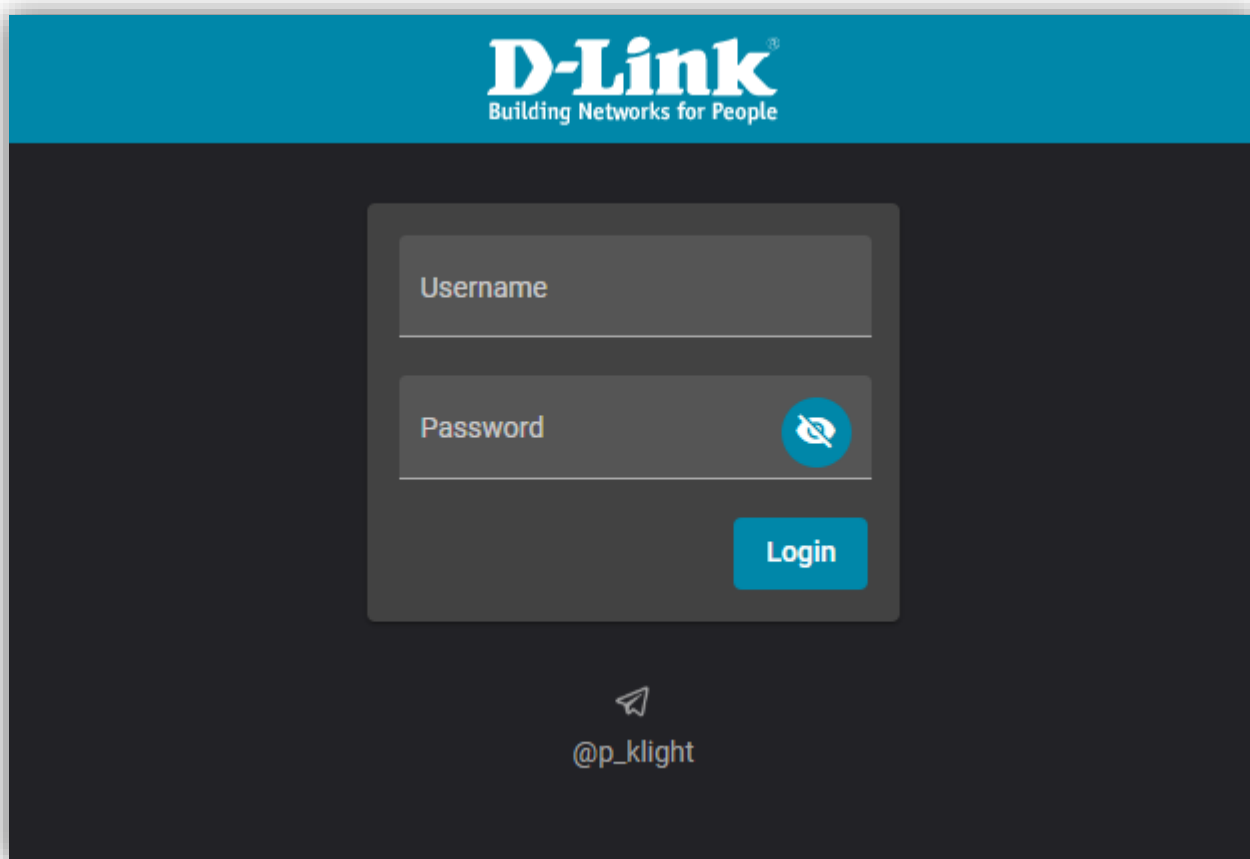 D-Link®
Building Networks for People
Username
Password
Login
@p_klight